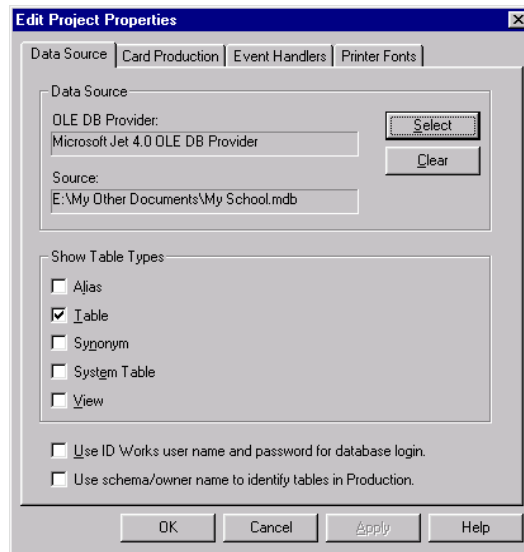 Edit Project Properties
Data Source Card Production Event Handlers Printer Fonts
Data Source
OLE DB Provider:
Microsoft Jet 4.0 OLE DB Provider
Select
Clear
Source:
E:\My Other Documents\My School.mdb
Show Table Types
Alias
Table
Synonym
System Table
View
Use ID Works user name and password for database login.
Use schema/owner name to identify tables in Production.
OK Cancel Apply Help